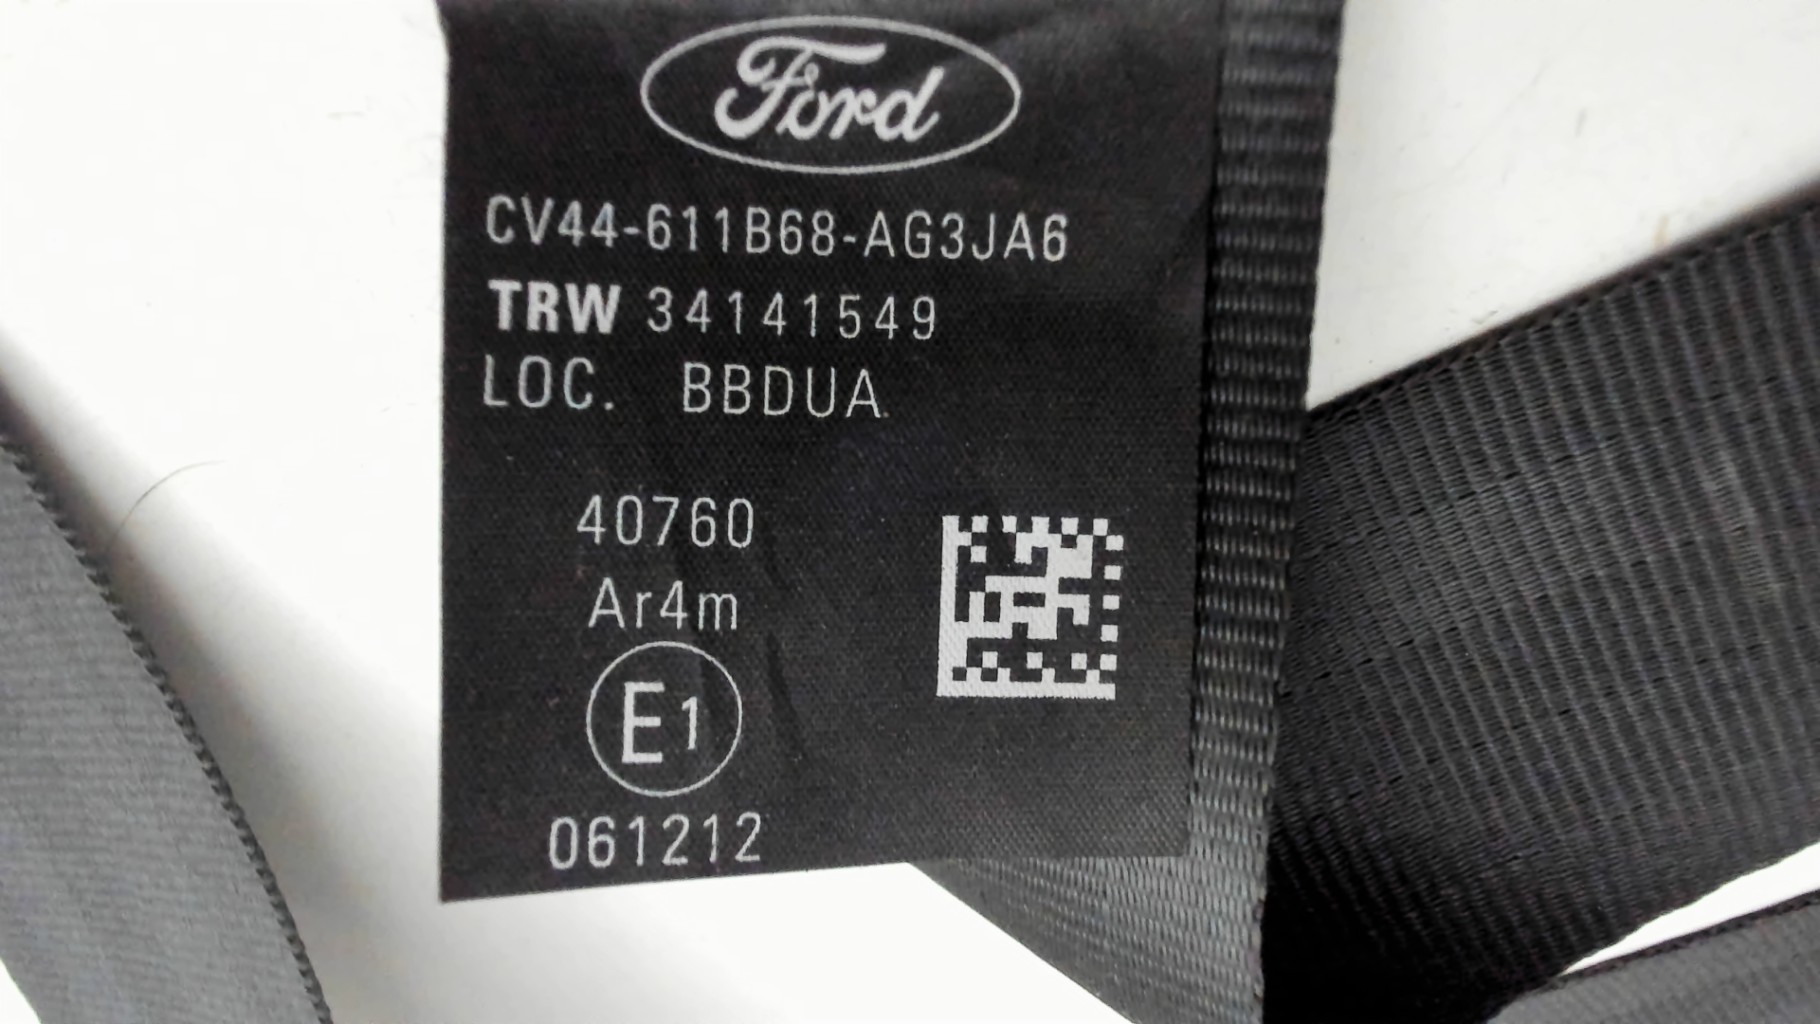 Ford
CV44-611B68-AG3JA6
TRW 34141549
LOC. BBDUA
40760
Ar4m
E1
061212